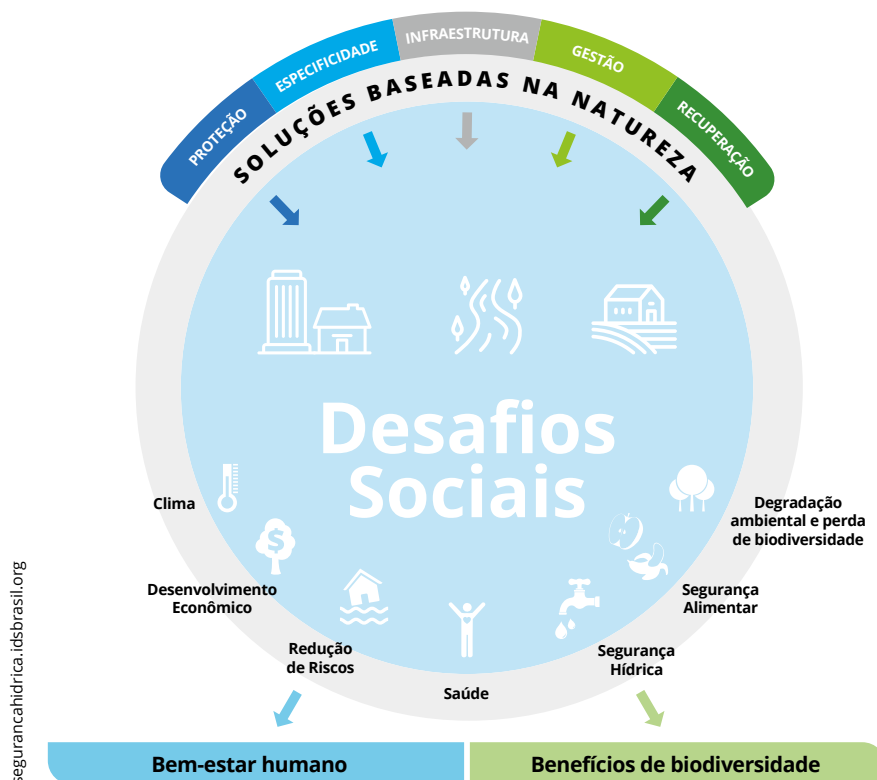 PROTEÇÃO
ESPECIFICIDADE
INFRAESTRUTURA
GESTÃO
RECUPERAÇÃO
SOLUÇÕES BASEADAS NA NATUREZA
Desafios
Sociais
Clima
Desenvolvimento
Econômico
Redução
de Riscos
Saúde
Segurança
Hídrica
Segurança
Alimentar
Degradação
ambiental e perda
de biodiversidade
$
Bem-estar humano
Benefícios de biodiversidade
segurancahidrica.idsbrasil.org